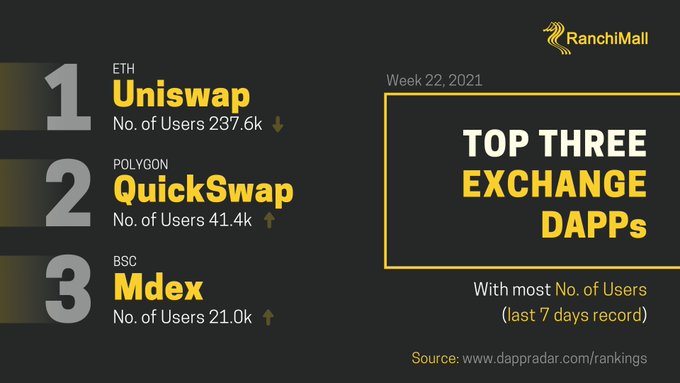 RanchiMall
1
ETH
Uniswap
No. of Users 237.6k ↓
2
POLYGON
QuickSwap
No. of Users 41.4k ↑
3
BSC
Mdex
No. of Users 21.0k ↑
Week 22, 2021
TOP THREE
EXCHANGE
DAPPs
With most No. of Users
(last 7 days record)
Source: www.dappradar.com/rankings